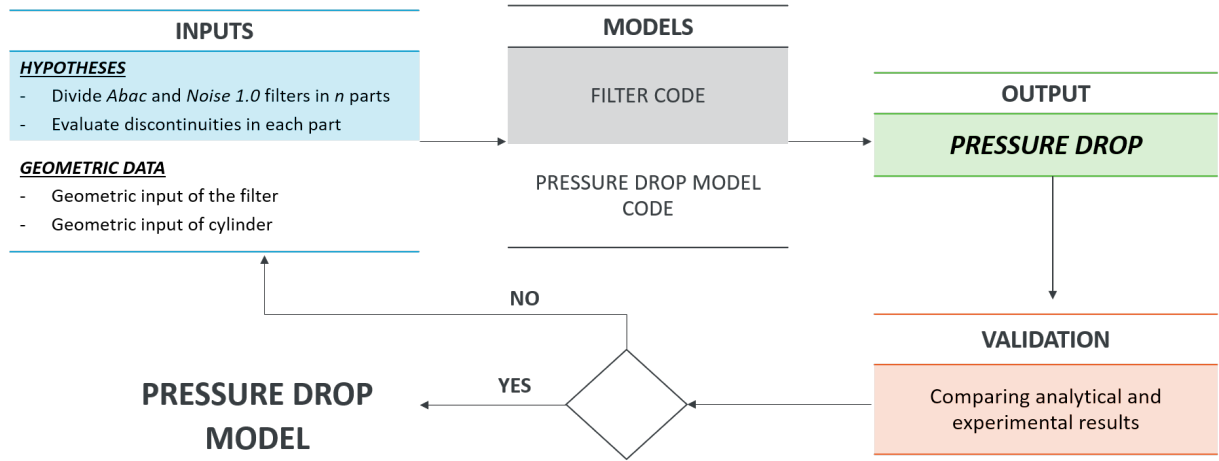 INPUTS
HYPOTHESES
- Divide Abac and Noise 1.0 filters in n parts
- Evaluate discontinuities in each part
GEOMETRIC DATA
- Geometric input of the filter
- Geometric input of cylinder
MODELS
FILTER CODE
PRESSURE DROP MODEL
CODE
OUTPUT
PRESSURE DROP
VALIDATION
Comparing analytical and
experimental results
NO
YES
PRESSURE DROP
MODEL